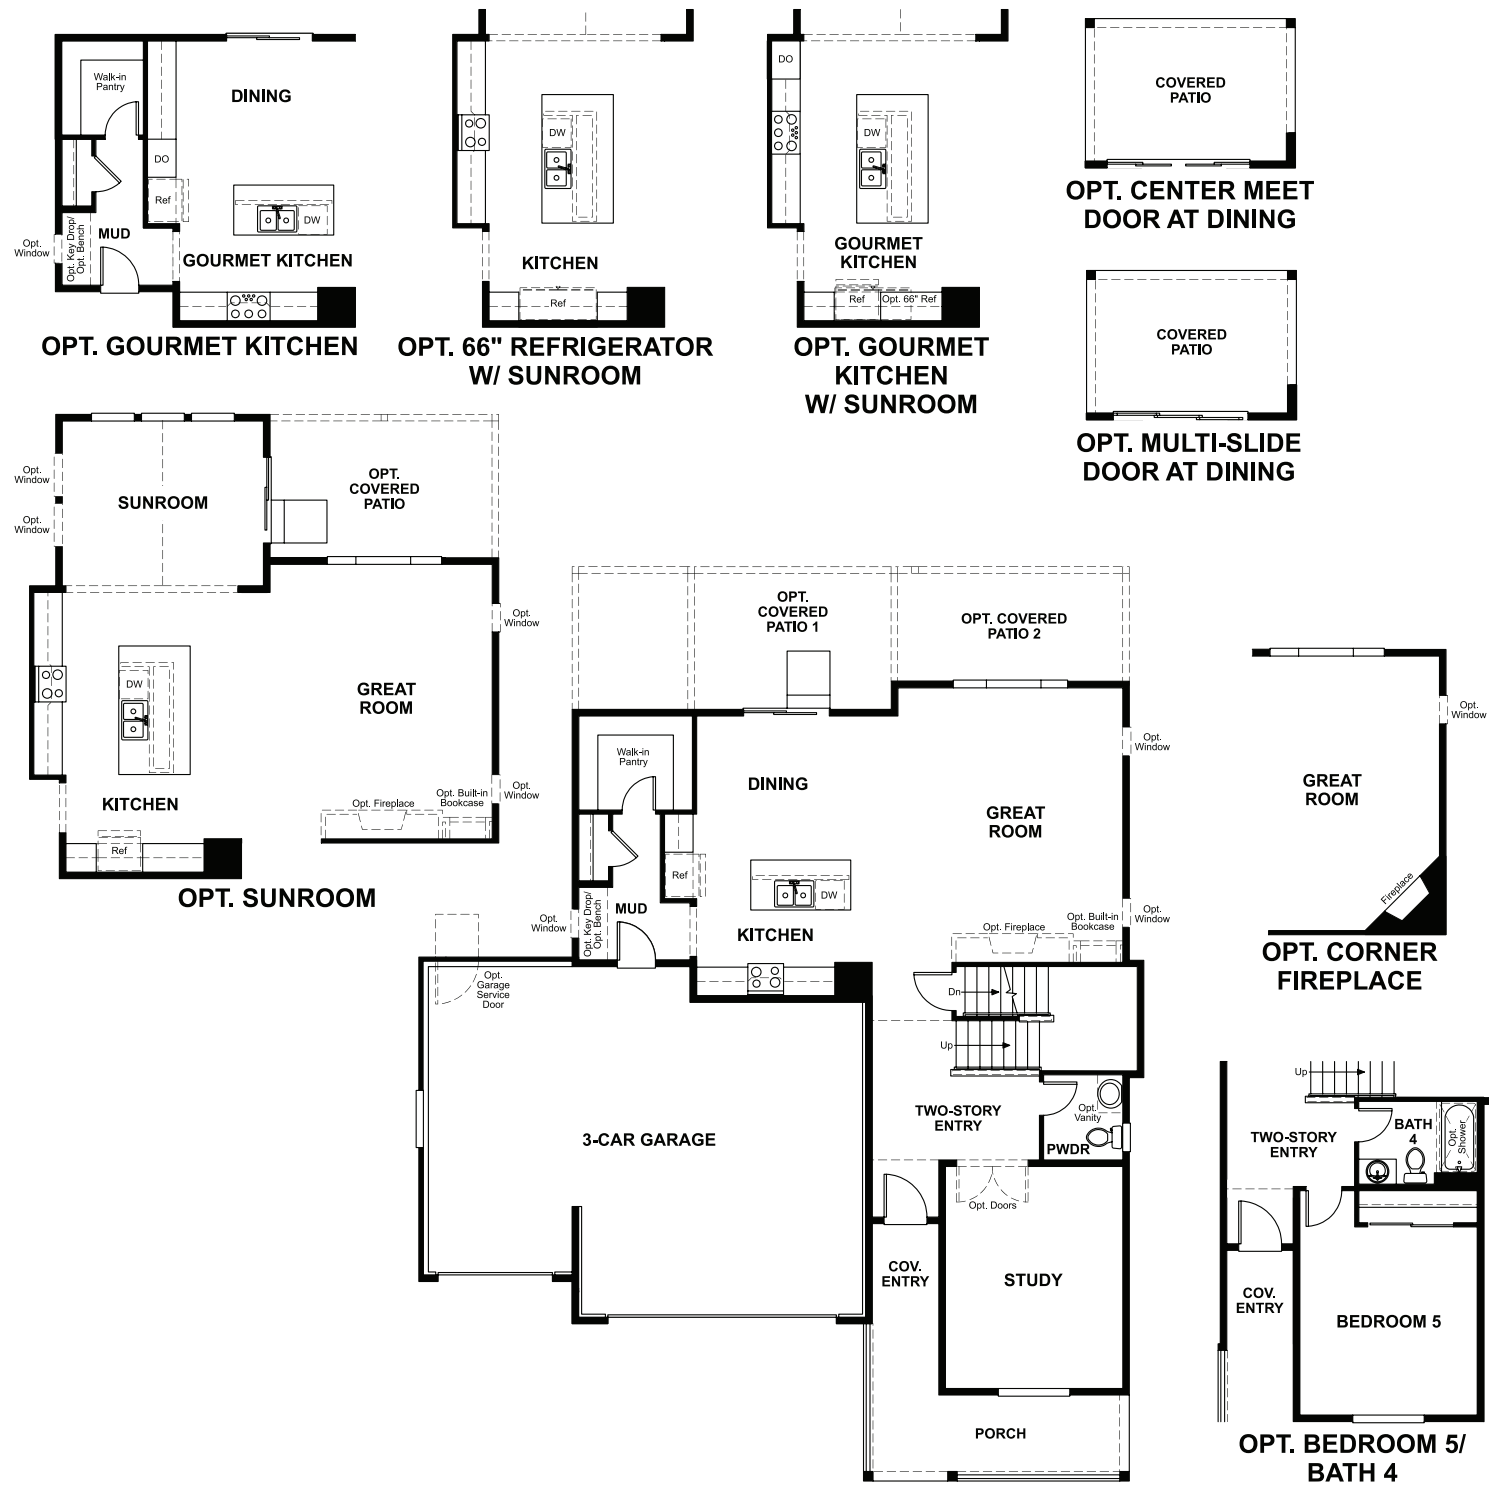 Walk-in
Pantry
DINING
DO
Ref
DW
MUD
Opt.
Window
Opt. Key Drop/
Opt. Bench
GOURMET KITCHEN
OPT. GOURMET KITCHEN
DW
KITCHEN
Ref
OPT. 66" REFRIGERATOR
W/ SUNROOM
DO
DW
GOURMET
KITCHEN
Ref
Opt. 66" Ref
OPT. GOURMET
KITCHEN
W/ SUNROOM
COVERED
PATIO
OPT. CENTER MEET
DOOR AT DINING
COVERED
PATIO
OPT. MULTI-SLIDE
DOOR AT DINING
Opt.
Window
Opt.
Window
SUNROOM
OPT.
COVERED
PATIO
Opt.
Window
DW
GREAT
ROOM
KITCHEN
Opt. Fireplace
Opt. Built-in
Bookcase
Opt.
Window
Ref
OPT. SUNROOM
OPT.
COVERED
PATIO 1
OPT. COVERED
PATIO 2
Walk-in
Pantry
DINING
GREAT
ROOM
Opt.
Window
Ref
DW
MUD
Opt.
Window
Opt. Key Drop/
Opt. Bench
KITCHEN
Opt. Fireplace
Opt. Built-in
Bookcase
Opt.
Window
Opt.
Garage
Service
Door
Dn
Up
3-CAR GARAGE
TWO-STORY
ENTRY
Opt.
Vanity
PWDR
Opt. Doors
COV.
ENTRY
STUDY
PORCH
GREAT
ROOM
Opt.
Window
Fireplace
OPT. CORNER
FIREPLACE
Up
TWO-STORY
ENTRY
BATH
4
Opt.
Shower
COV.
ENTRY
BEDROOM 5
OPT. BEDROOM 5/
BATH 4